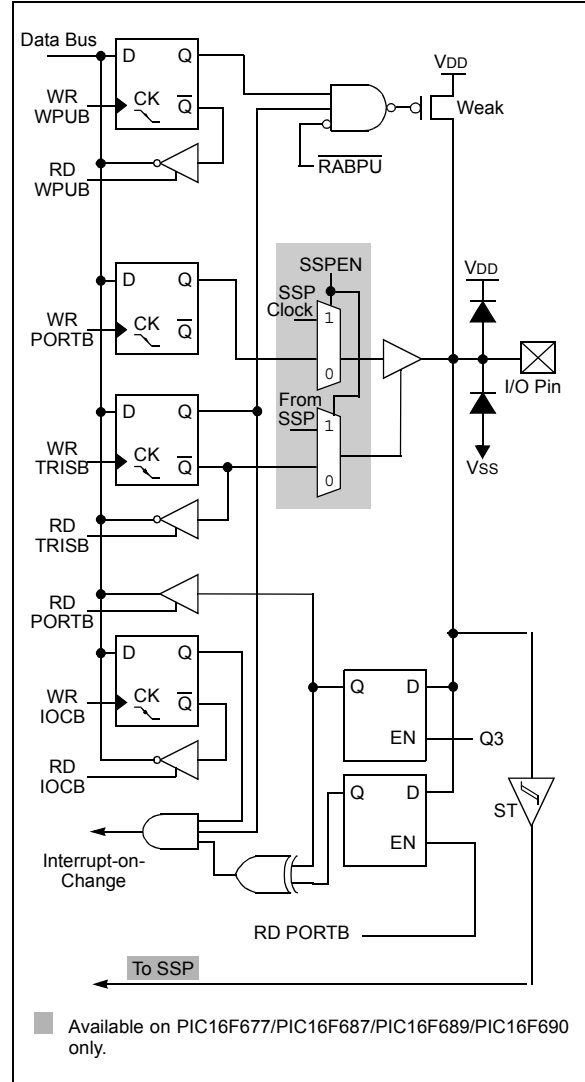 Data Bus
D Q
WR
WPUB
CK
Q
RD
WPUB
RABPU
VDD
Weak
SSPEN
SSP
Clock
1
0
D Q
WR
PORTB
CK
Q
VDD
I/O Pin
VSS
From
SSP
1
0
D Q
WR
TRISB
CK
Q
RD
TRISB
RD
PORTB
D Q
WR
IOCB
CK
Q
RD
IOCB
Q D
EN
Q3
Q D
EN
ST
Interrupt-on-
Change
RD PORTB
To SSP
Available on PIC16F677/PIC16F687/PIC16F689/PIC16F690
only.